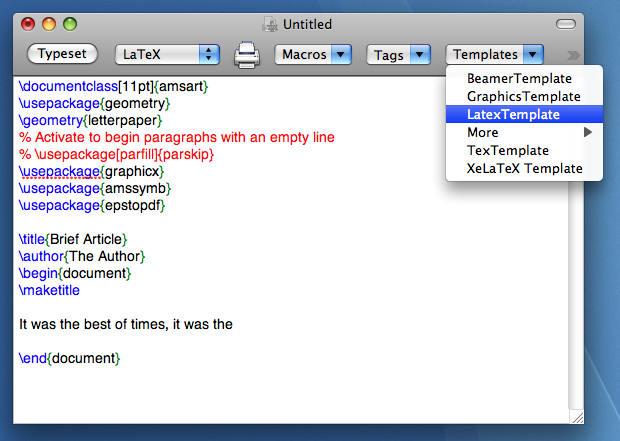 Untitled
Typeset LaTeX Macros Tags Templates
BeamerTemplate
GraphicsTemplate
LatexTemplate
More
TexTemplate
XeLaTeX Template
\documentclass[11pt]{amsart}
\usepackage{geometry}
\geometry{letterpaper}
% Activate to begin paragraphs with an empty line
% \usepackage[parfill]{parskip}
\usepackage{graphicx}
\usepackage{amssymb}
\usepackage{epstopdf}
\title{Brief Article}
\author{The Author}
\begin{document}
\maketitle
It was the best of times, it was the
\end{document}